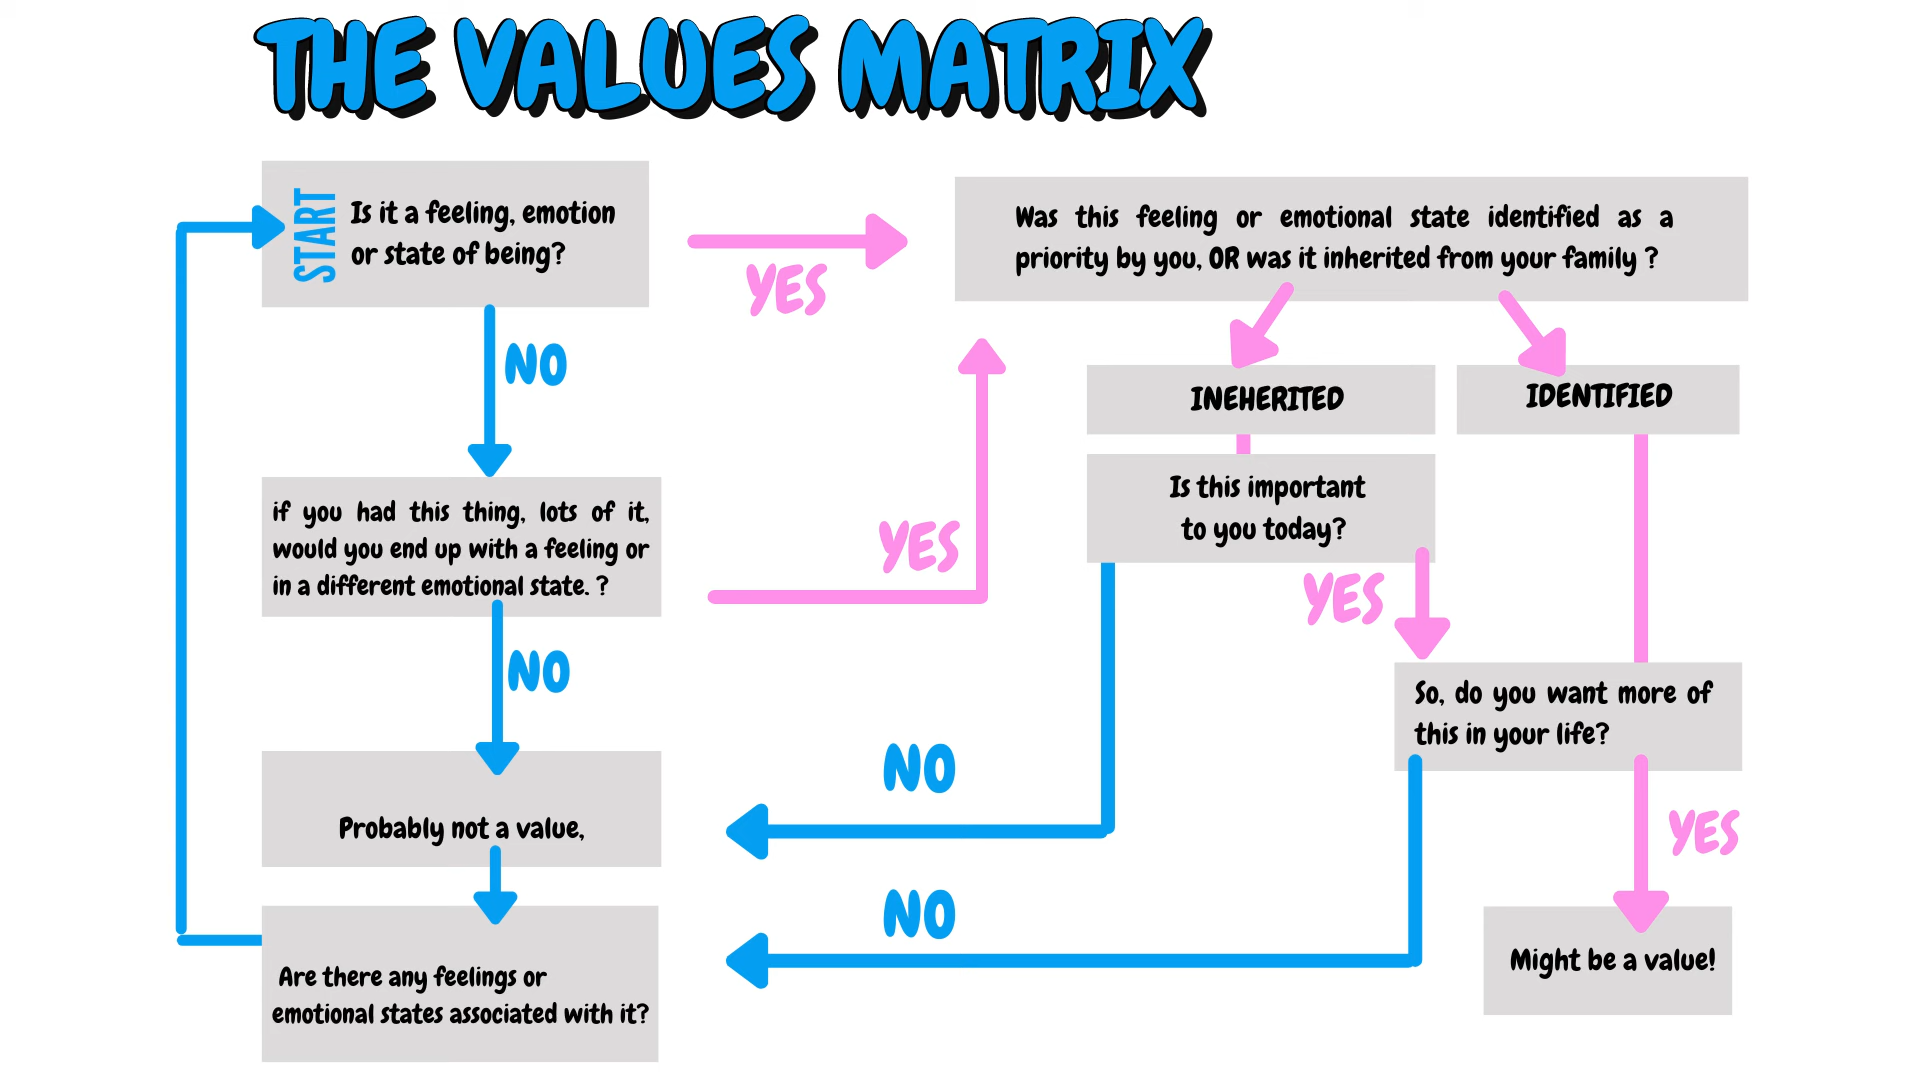 THE VALUES MATRIX
START
Is it a feeling, emotion
or state of being?
YES
Was this feeling or emotional state identified as a
priority by you, OR was it inherited from your family ?
NO
INEHERITED
IDENTIFIED
Is this important
to you today?
if you had this thing, lots of it,
would you end up with a feeling or
in a different emotional state. ?
YES
YES
NO
So, do you want more of
this in your life?
NO
Probably not a value,
YES
NO
Might be a value!
Are there any feelings or
emotional states associated with it?